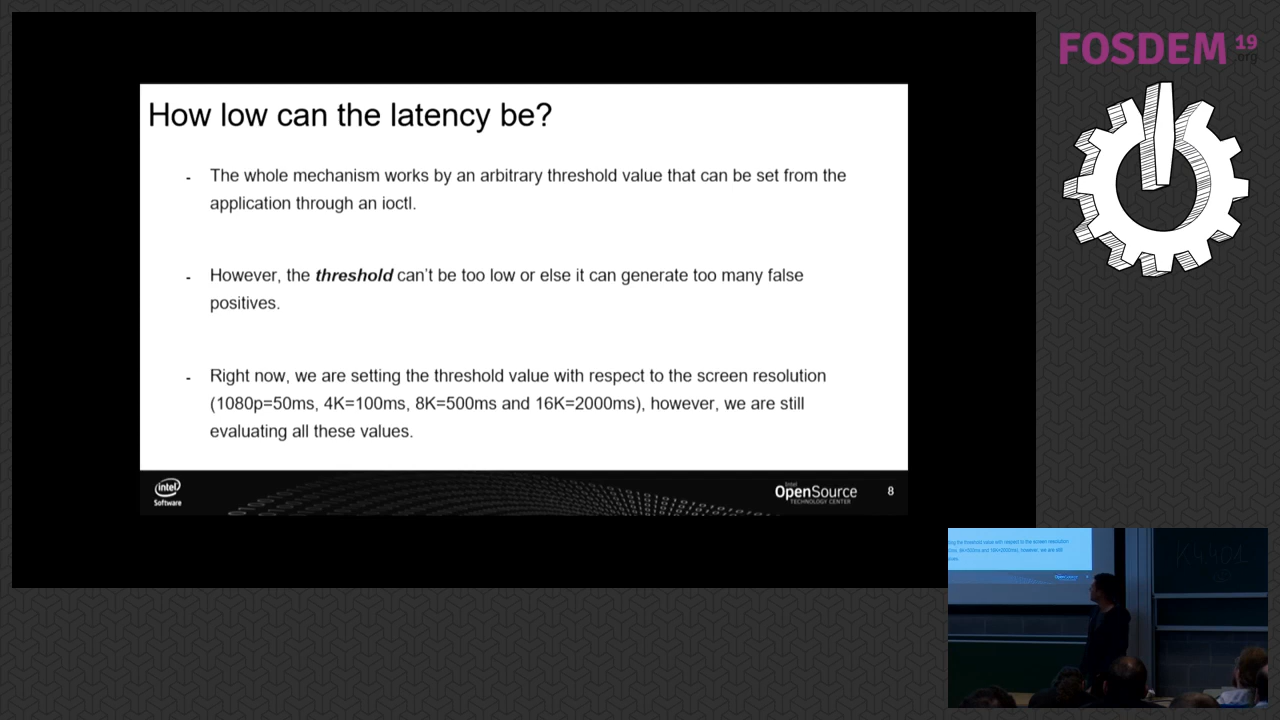 FOSDEM 19
.org
How low can the latency be?
- The whole mechanism works by an arbitrary threshold value that can be set from the
application through an ioctl.
- However, the threshold can't be too low or else it can generate too many false
positives.
- Right now, we are setting the threshold value with respect to the screen resolution
(1080p=50ms, 4K=100ms, 8K=500ms and 16K=2000ms), however, we are still
evaluating all these values.
intel
Software
Intel
OpenSource
TECHNOLOGY CENTER
8
K4.401